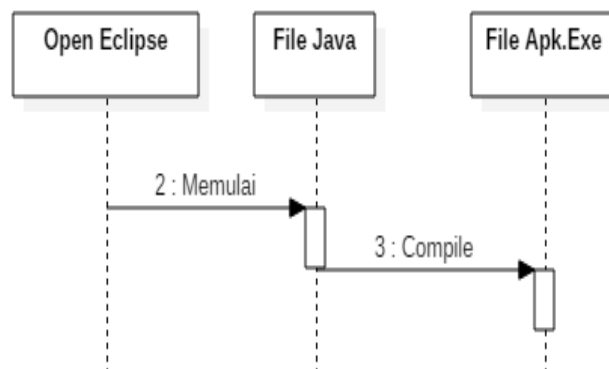 Open Eclipse
File Java
File Apk.Exe
2 : Memulai
3 : Compile